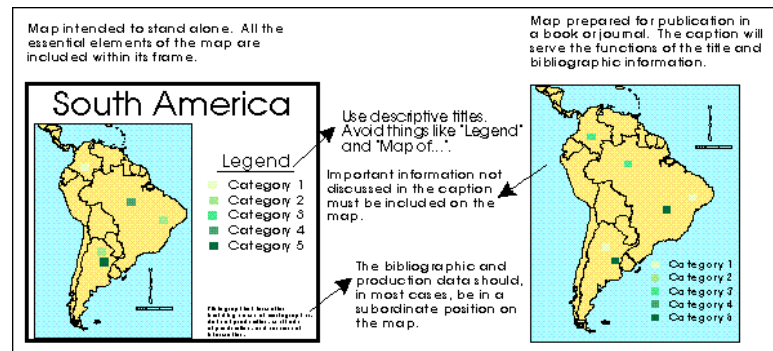 Map intended to stand alone. All the
essential elements of the map are
included within its frame.
South America
Legend
Category 1
Category 2
Category 3
Category 4
Category 5
Use descriptive titles.
Avoid things like "Legend"
and "Map of...".
Important information not
discussed in the caption
must be included on the
map.
The bibliographic and
production data should,
in most cases, be in a
subordinate position on
the map.
Map prepared for publication in
a book or journal. The caption will
serve the functions of the title and
bibliographic information.
Category 1
Category 2
Category 3
Category 4
Category 5